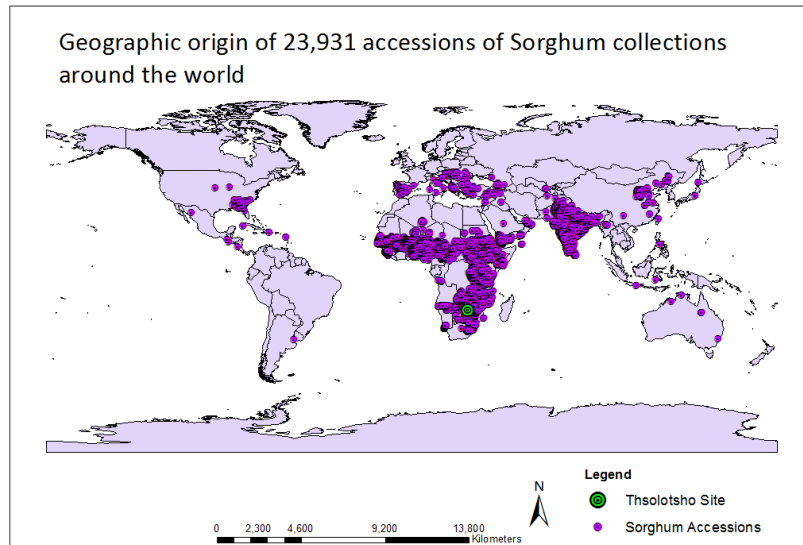 Geographic origin of 23,931 accessions of Sorghum collections
around the world
Legend
N
Thsolotsho Site
0 2,300 4,600 9,200 13,800
Sorghum Accessions
Kilometers